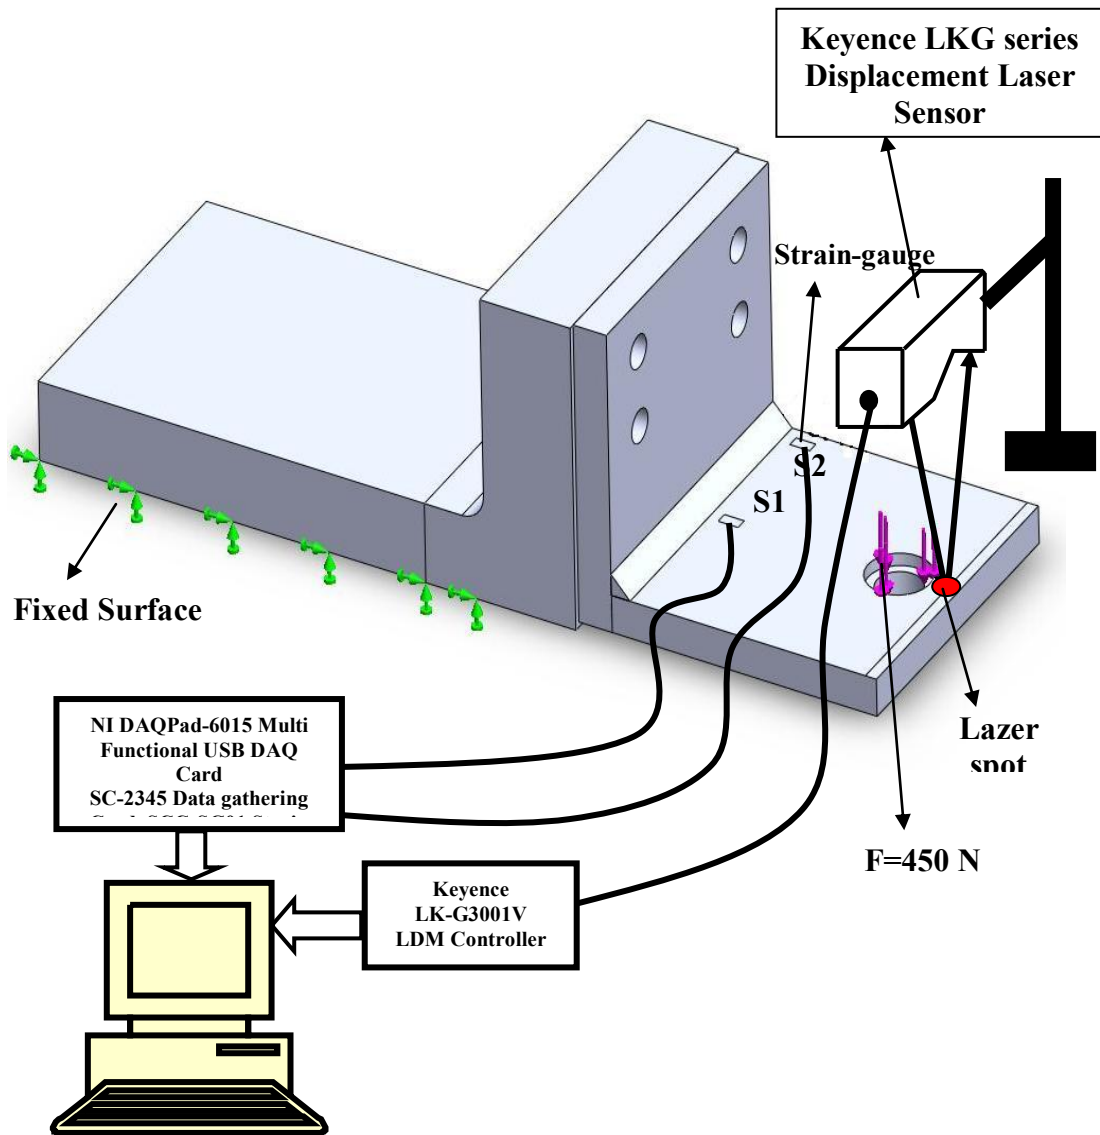 Keyence LKG series
Displacement Laser
Sensor
Strain-gauge
S2
S1
Fixed Surface
Lazer
spot
F=450 N
NI DAQPad-6015 Multi
Functional USB DAQ
Card
SC-2345 Data gathering
Keyence
LK-G3001V
LDM Controller